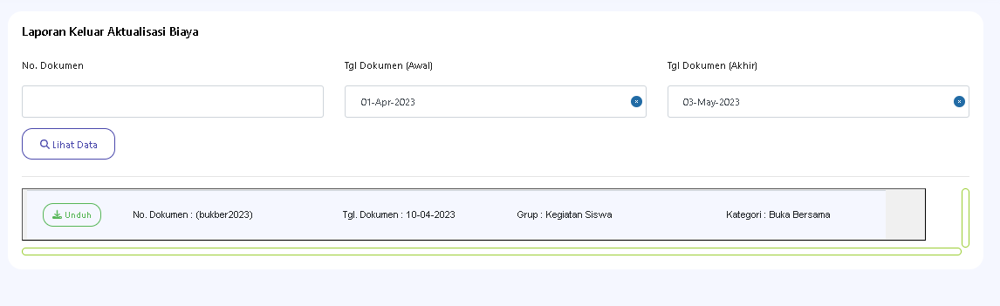 Laporan Keluar Aktualisasi Biaya
No. Dokumen
Tgl Dokumen (Awal)
Tgl Dokumen (Akhir)
01-Apr-2023
03-May-2023
Lihat Data
Unduh No. Dokumen : (bukber2023) Tgl. Dokumen : 10-04-2023 Grup : Kegiatan Siswa Kategori : Buka Bersama